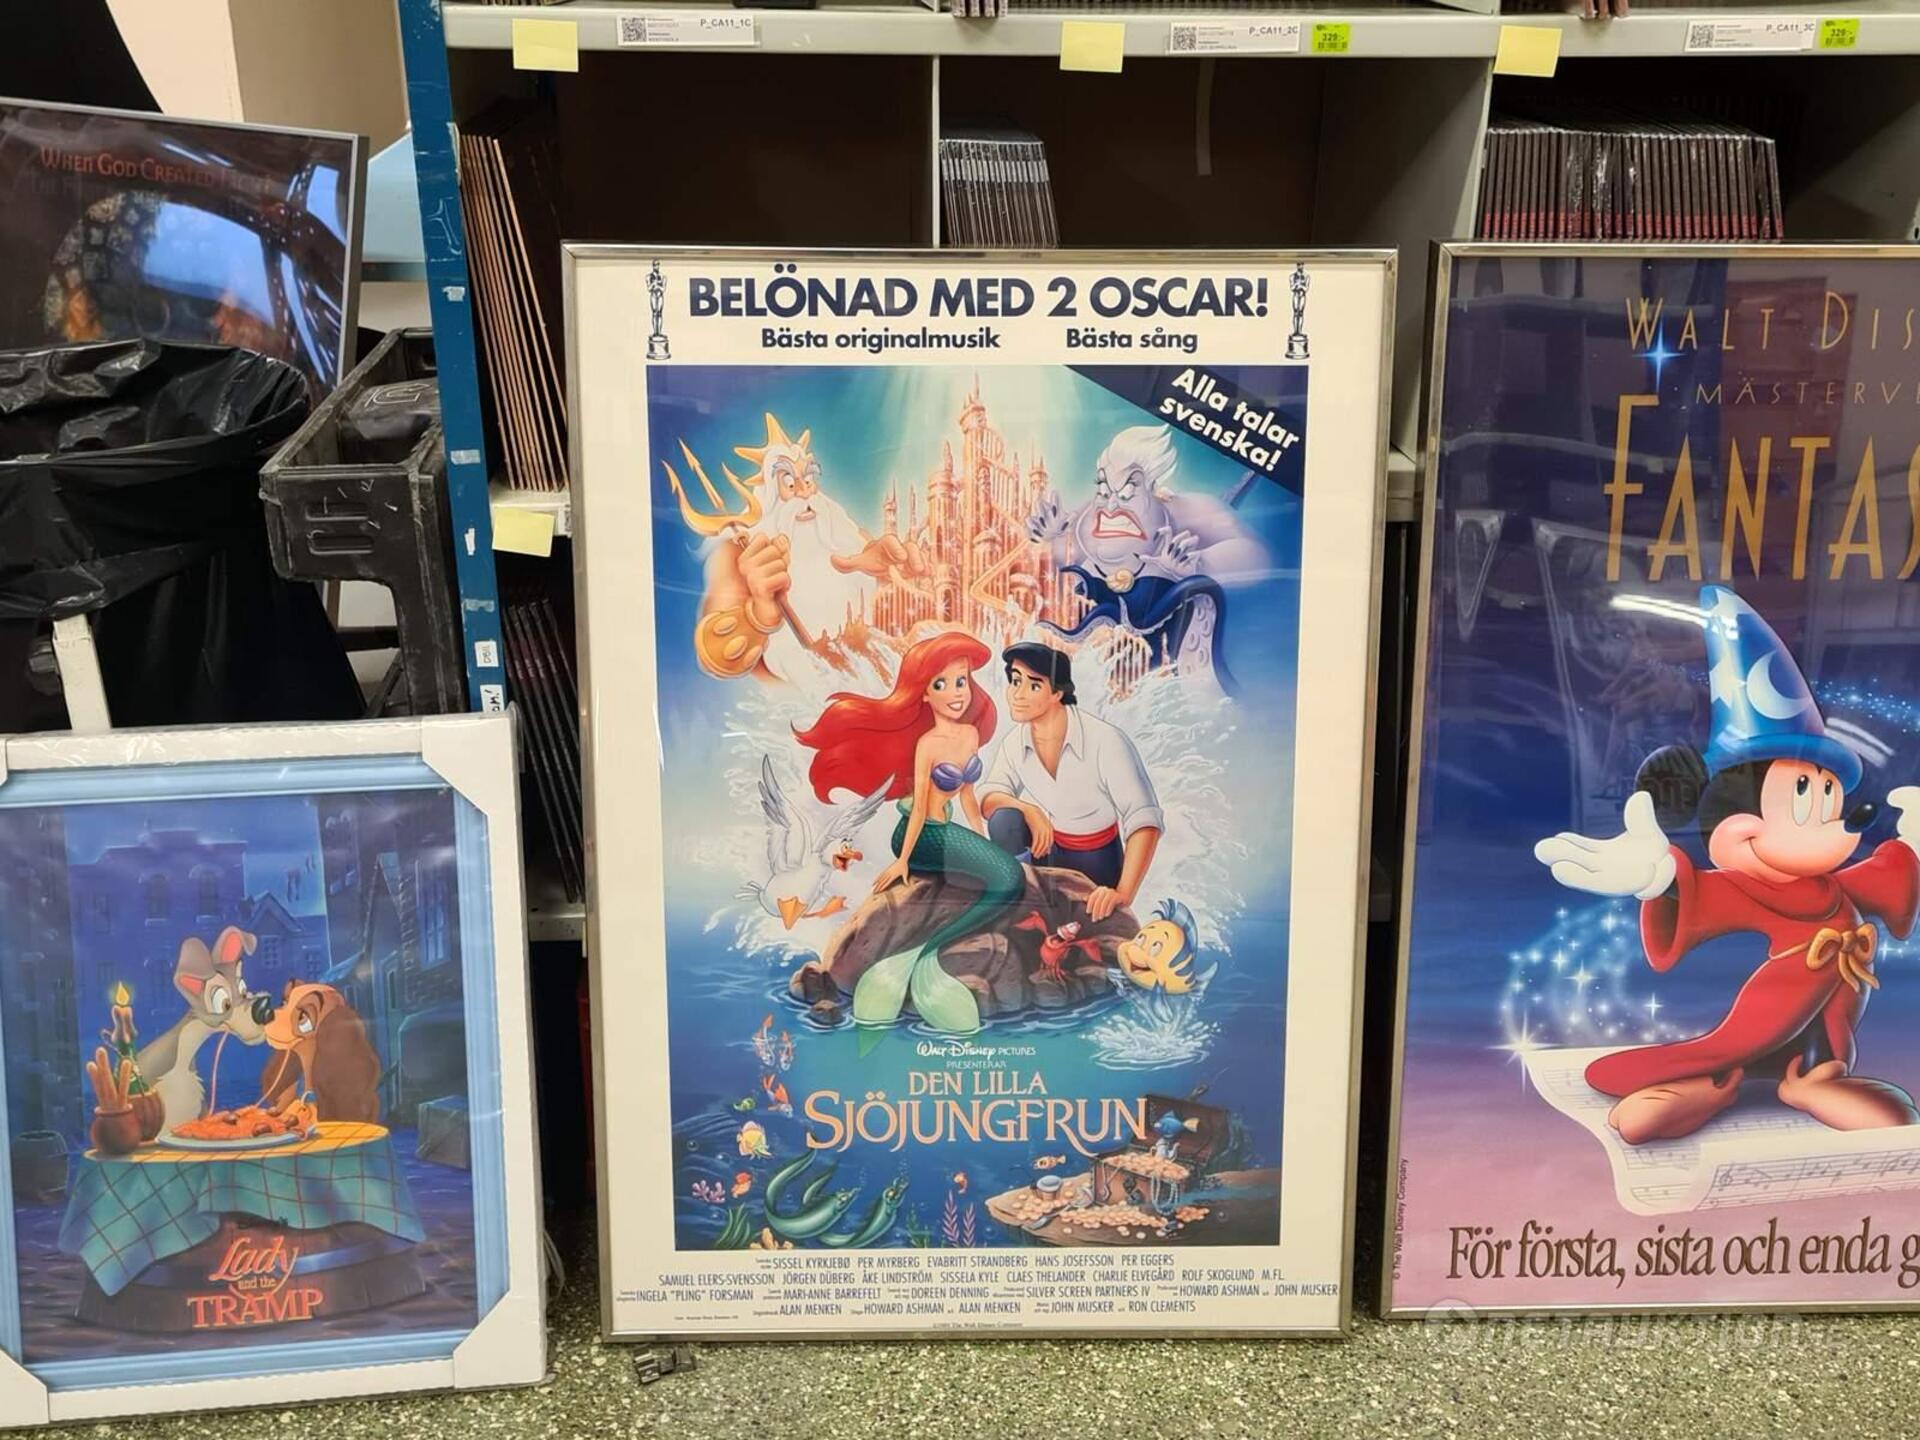 P_CA11_1C
P_CA11_2C
329:-
P_CA11_3C
329:-
WHEN GOD CREATED
BELÖNAD MED 2 OSCAR!
Bästa originalmusik Bästa sång
Alla talar
svenska!
WALT DISNEY PICTURES
PRESENTERAR
DEN LILLA
SJÖJUNGFRUN
SISSEL KYRKJEBØ PER MYRBERG EVABRITT STRANDBERG HANS JOSEFSSON PER EGGERS
SAMUEL ELERS-SVENSSON JÖRGEN DÜBERG ÅKE LINDSTRÖM SISSELA KYLE CLAES THELANDER CHARLIE ELVEGÅRD ROLF SKOGLUND M.FL.
INGELA "PLING" FORSMAN MARI-ANNE BARREFELT DOREEN DENNING SILVER SCREEN PARTNERS IV HOWARD ASHMAN JOHN MUSKER
ALAN MENKEN HOWARD ASHMAN ALAN MENKEN JOHN MUSKER RON CLEMENTS
WALT DIS
MÄSTERV
FANTAS
© The Walt Disney Company
För första, sista och enda g
Lady
and the
TRAMP